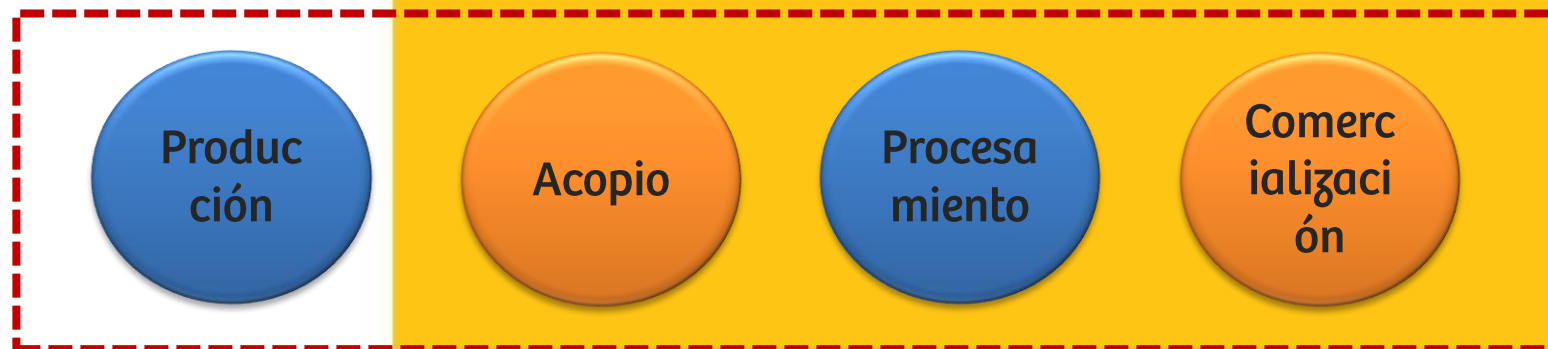 Produc
ción
Acopio
Procesa
miento
Comerc
ializaci
ón